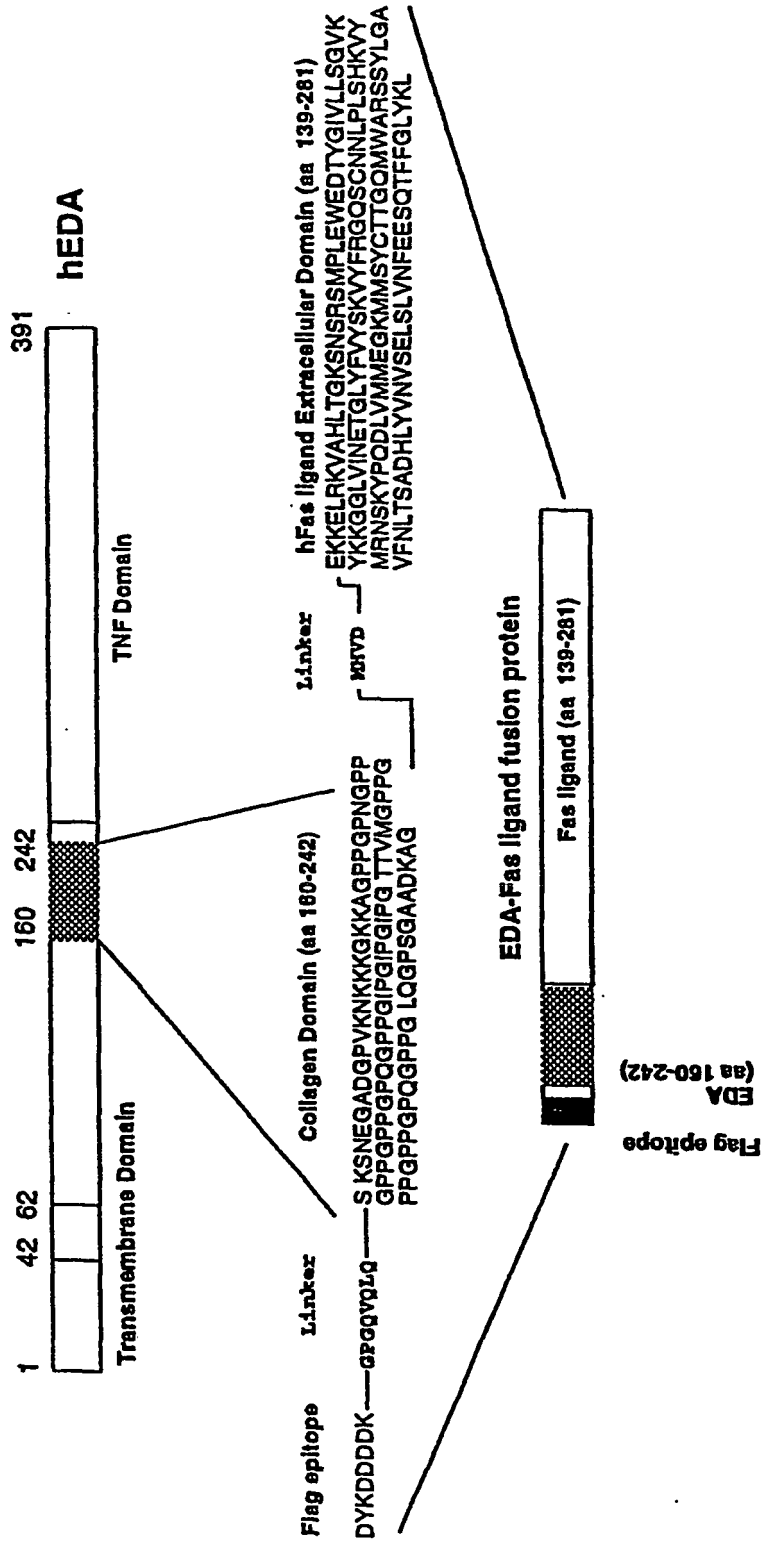 1 42 62 160 242 391
hEDA
Transmembrane Domain
TNF Domain
Flag epitope
Linker
Collagen Domain (aa 160-242)
Linker
hFas ligand Extracellular Domain (aa 139-281)
DYKDDDDK
GPGQVQLQ
S KSNEGADGPVKNKKKGKKAGPPGPNGPP
GPPGPPGPQGPPGIPGIPGIPG TTVMGPPG
PPGPPGPQGPPG LQGPSGAADKAG
EKKELRKVAHLTGKSNSRSMPLEWEDTYGIVLLSGVK
YKKGGLVINETGLYFVYSKVYFRGQSCNNLPLSHKVY
MRNSKYPQDLVMMEGKMMSYCTTGQMWARSSYLGA
VFNLTSADHLYVNVSELSLVNFEESQTFFGLYKL
EDA-Fas ligand fusion protein
Flag epitope
EDA
(aa 160-242)
Fas ligand (aa 139-281)